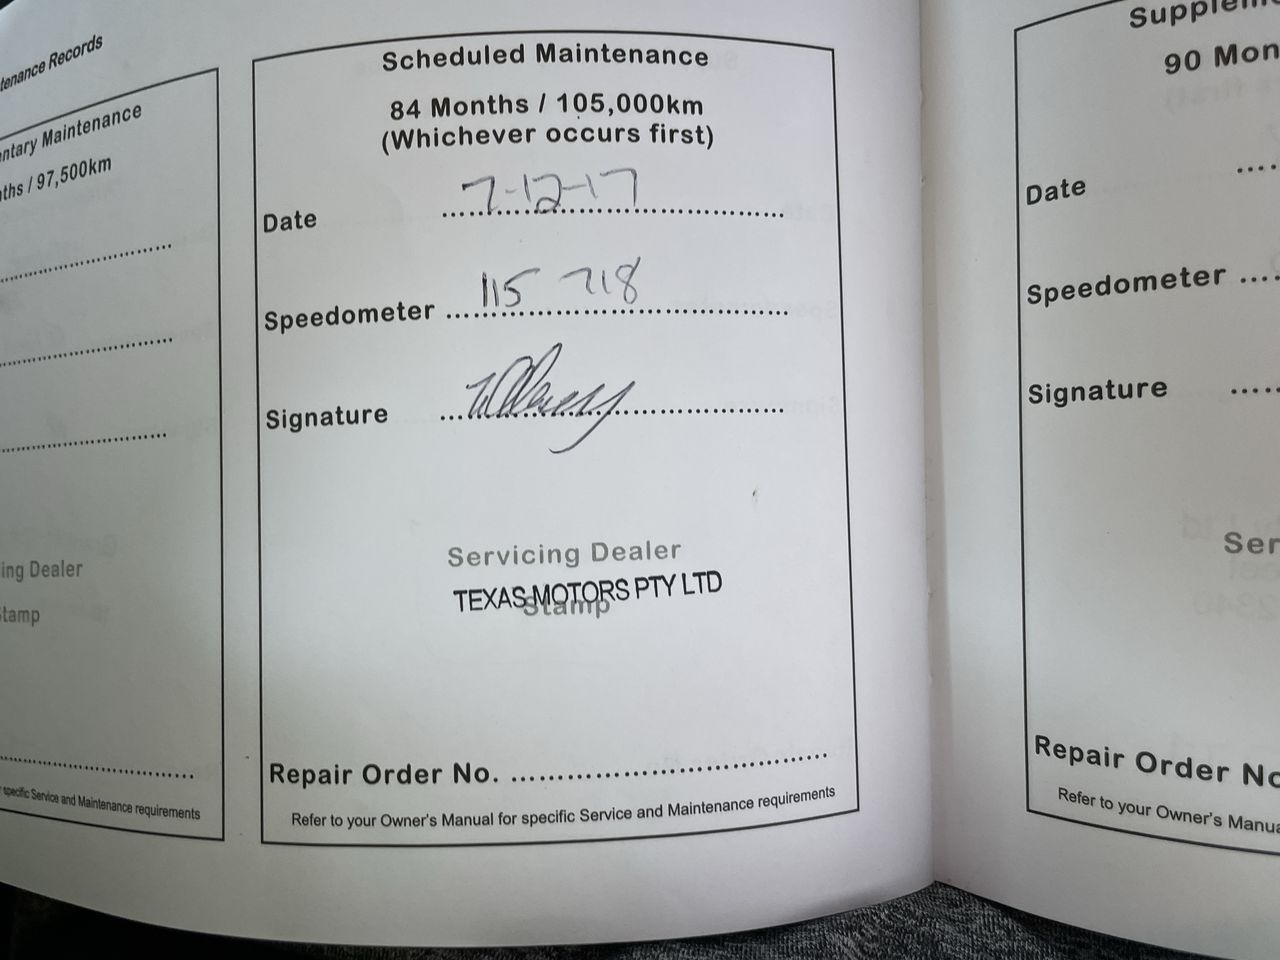 tenance Records
ntary Maintenance
ths / 97,500km
ing Dealer
Stamp
specific Service and Maintenance requirements
Scheduled Maintenance
84 Months / 105,000km
(Whichever occurs first)
Date 7-12-17
Speedometer 115 718
Signature
Servicing Dealer
TEXAS MOTORS PTY LTD
Stamp
Repair Order No.
Refer to your Owner's Manual for specific Service and Maintenance requirements
Supplem
90 Mon
Date
Speedometer
Signature
Ser
Repair Order No
Refer to your Owner's Manua